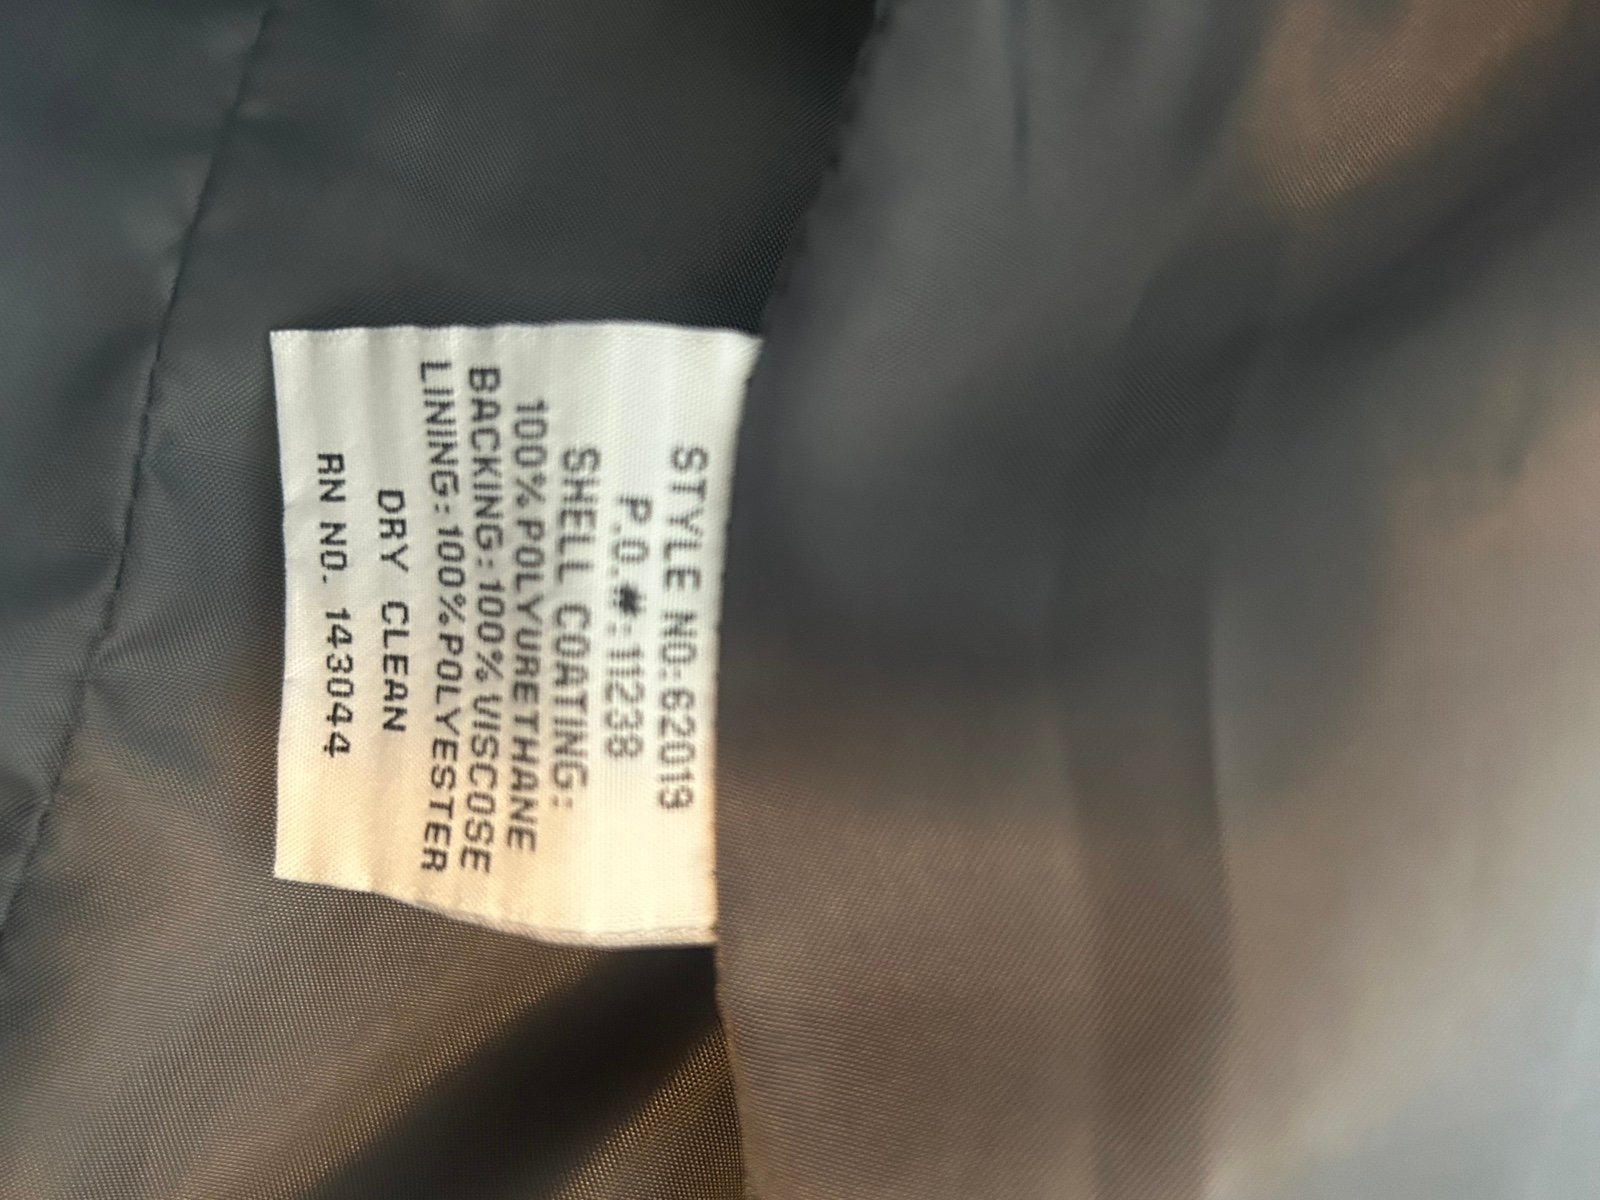 STYLE NO.:62019
P.O.#:11238
SHELL COATING:
100%POLYURETHANE
BACKING:100%VISCOSE
LINING:100%POLYESTER
DRY CLEAN
RN NO. 143044